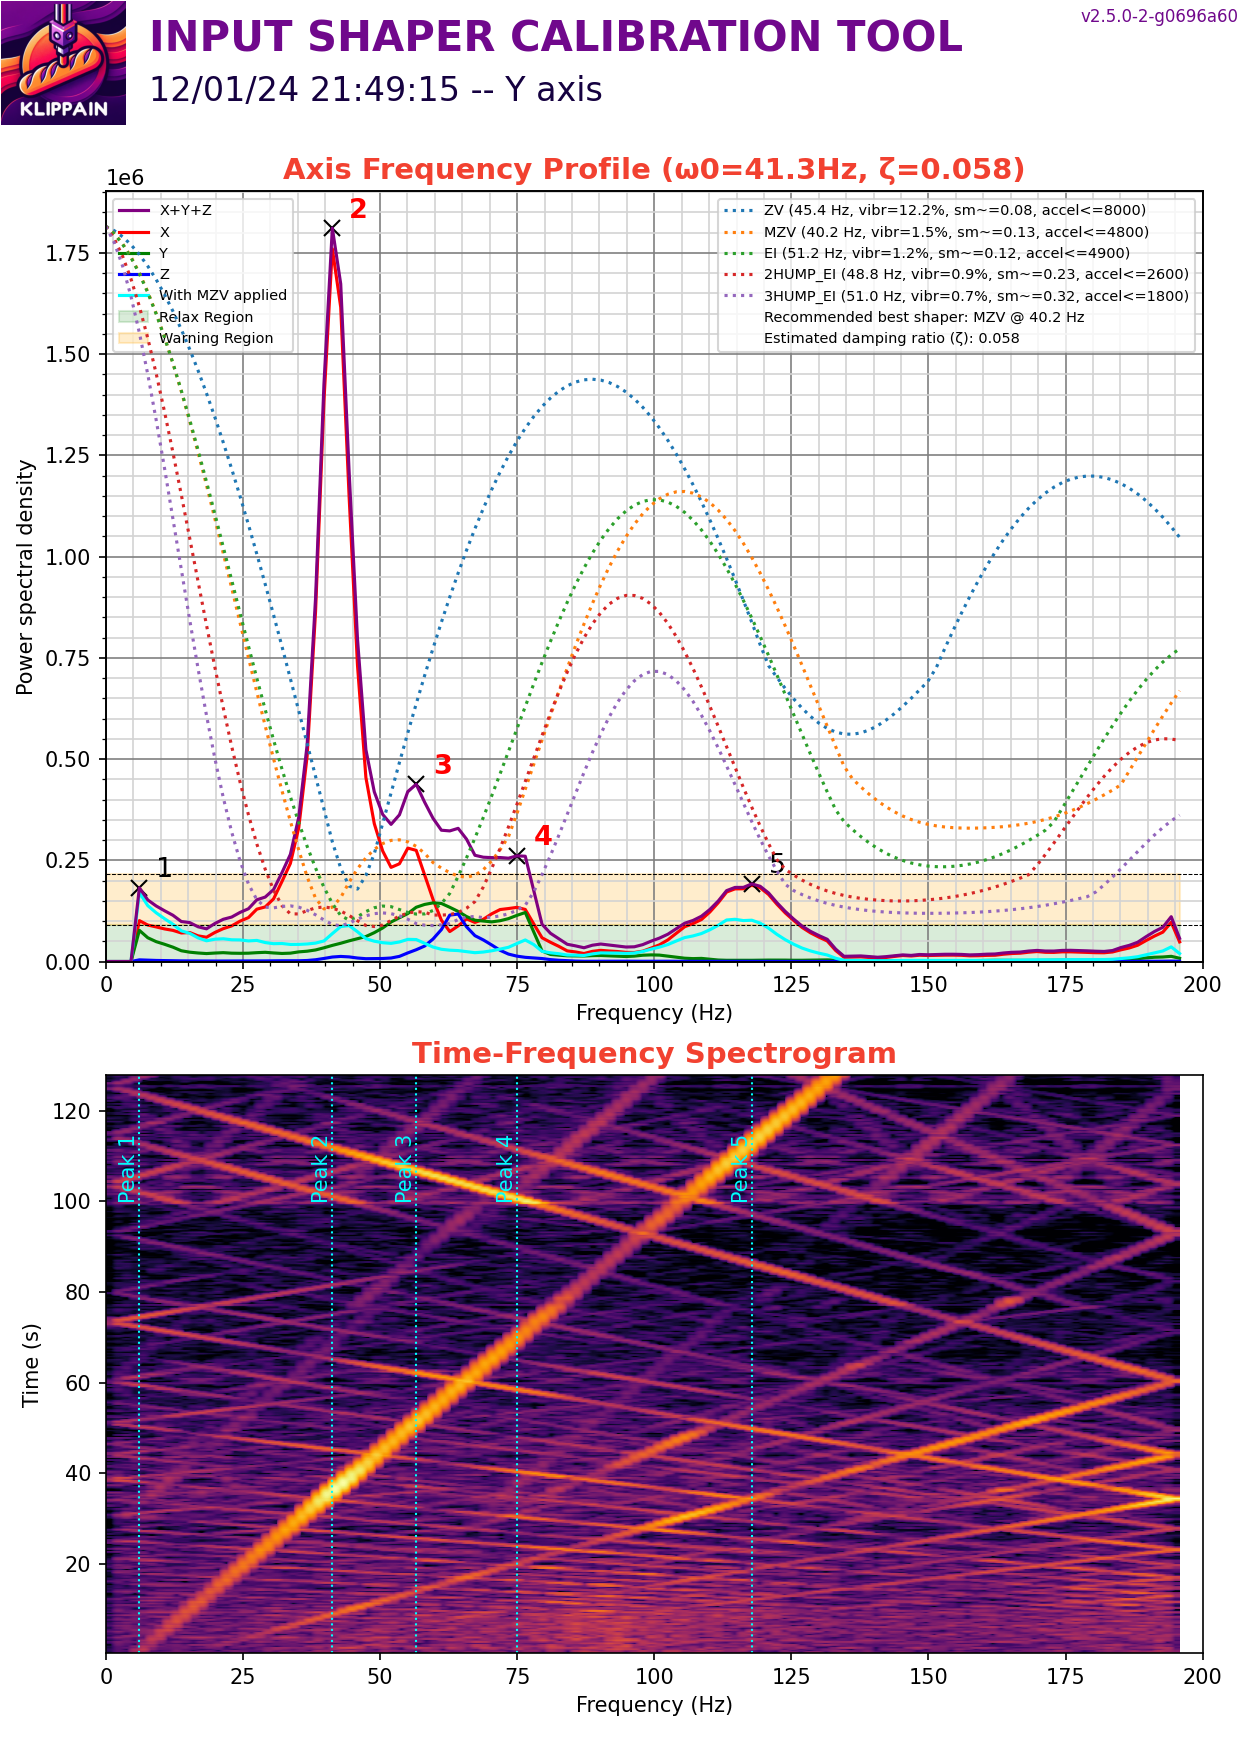 KLIPPAIN
INPUT SHAPER CALIBRATION TOOL
v2.5.0-2-g0696a60
12/01/24 21:49:15 -- Y axis
Axis Frequency Profile (ω0=41.3Hz, ζ=0.058)
1e6
X+Y+Z
X
Y
Z
With MZV applied
Relax Region
Warning Region
ZV (45.4 Hz, vibr=12.2%, sm~=0.08, accel<=8000)
MZV (40.2 Hz, vibr=1.5%, sm~=0.13, accel<=4800)
EI (51.2 Hz, vibr=1.2%, sm~=0.12, accel<=4900)
2HUMP_EI (48.8 Hz, vibr=0.9%, sm~=0.23, accel<=2600)
3HUMP_EI (51.0 Hz, vibr=0.7%, sm~=0.32, accel<=1800)
Recommended best shaper: MZV @ 40.2 Hz
Estimated damping ratio (ζ): 0.058
1
2
3
4
5
Power spectral density
1.75
1.50
1.25
1.00
0.75
0.50
0.25
0.00
0 25 50 75 100 125 150 175 200
Frequency (Hz)
Time-Frequency Spectrogram
Peak 1
Peak 2
Peak 3
Peak 4
Peak 5
Time (s)
120
100
80
60
40
20
0 25 50 75 100 125 150 175 200
Frequency (Hz)